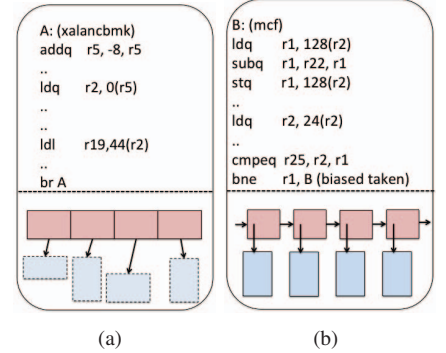 A: (xalancbmk)
addq r5, -8, r5
..
ldq r2, 0(r5)
..
..
ldl r19,44(r2)
..
br A
B: (mcf)
ldq r1, 128(r2)
subq r1, r22, r1
stq r1, 128(r2)
..
ldq r2, 24(r2)
..
cmpeq r25, r2, r1
bne r1, B (biased taken)
(a)
(b)